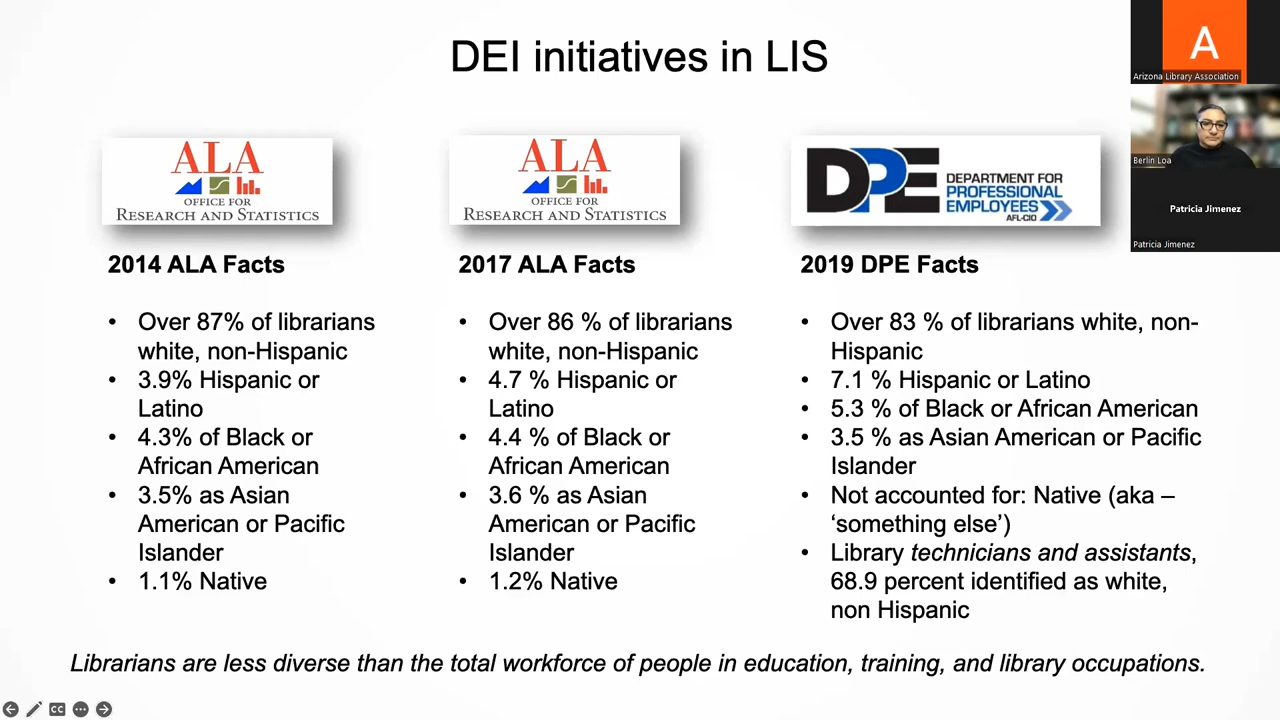 DEI initiatives in LIS
A
Arizona Library Association
Berlin Loa
Patricia Jimenez
Patricia Jimenez
ALA
OFFICE FOR
RESEARCH AND STATISTICS
2014 ALA Facts
• Over 87% of librarians
white, non-Hispanic
• 3.9% Hispanic or
Latino
• 4.3% of Black or
African American
• 3.5% as Asian
American or Pacific
Islander
• 1.1% Native
ALA
OFFICE FOR
RESEARCH AND STATISTICS
2017 ALA Facts
• Over 86 % of librarians
white, non-Hispanic
• 4.7 % Hispanic or
Latino
• 4.4 % of Black or
African American
• 3.6 % as Asian
American or Pacific
Islander
• 1.2% Native
DPE
DEPARTMENT FOR
PROFESSIONAL
EMPLOYEES
AFL-CIO
2019 DPE Facts
• Over 83 % of librarians white, non-
Hispanic
• 7.1 % Hispanic or Latino
• 5.3 % of Black or African American
• 3.5 % as Asian American or Pacific
Islander
• Not accounted for: Native (aka –
‘something else’)
• Library technicians and assistants,
68.9 percent identified as white,
non Hispanic
Librarians are less diverse than the total workforce of people in education, training, and library occupations.
CC